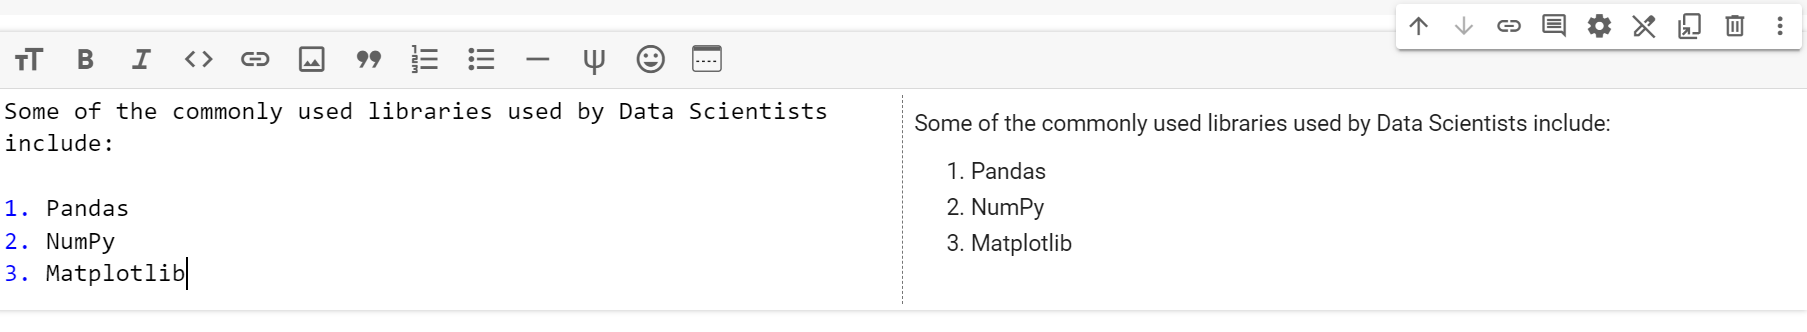 Some of the commonly used libraries used by Data Scientists
include:
1. Pandas
2. NumPy
3. Matplotlib
Some of the commonly used libraries used by Data Scientists include:
1. Pandas
2. NumPy
3. Matplotlib